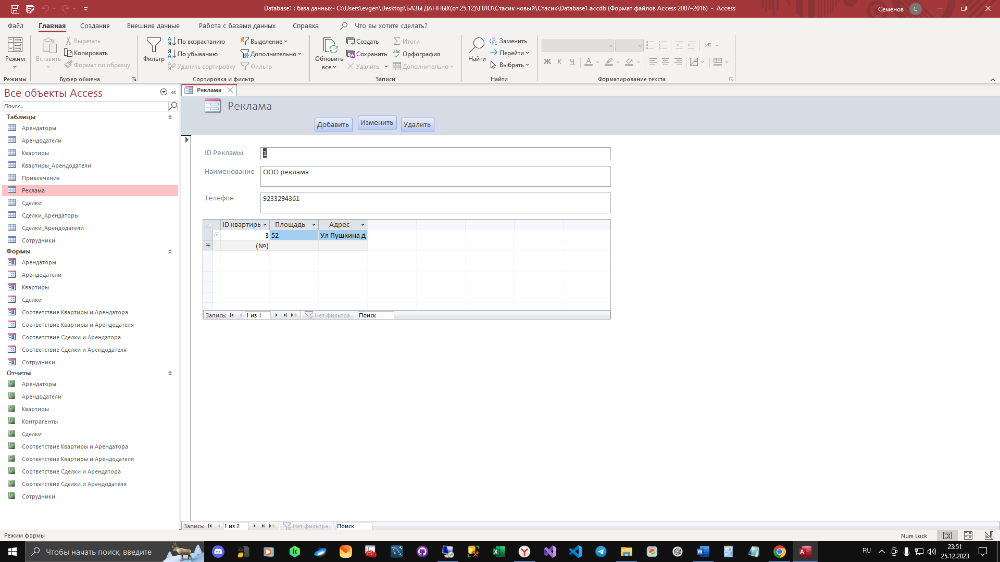 Database1 : база данных- C:\Users\evgen\Desktop\БАЗЫ ДАННЫХ(от 25.12)\ПЛО\Стасик новый\Стасик\Database1.accdb (Формат файлов Access 2007–2016) - Access
Семенов
С
Файл
Главная
Создание
Внешние данные
Работа с базами данных
Справка
Что вы хотите сделать?
Режим
Режимы
Вставить
Вырезать
Копировать
Формат по образцу
Буфер обмена
Фильтр
По возрастанию
По убыванию
Удалить сортировку
Выделение
Дополнительно
Фильтр
Сортировка и фильтр
Обновить все
Создать
Сохранить
Удалить
Итоги
Орфография
Дополнительно
Записи
Найти
Заменить
Перейти
Выбрать
Найти
Ж К Ч
Форматирование текста
Все объекты Access
Поиск...
Таблицы
Арендаторы
Арендодатели
Квартиры
Квартиры_Арендодатели
Привлечение
Реклама
Сделки
Сделки_Арендаторы
Сделки_Арендодатели
Сотрудники
Формы
Арендаторы
Арендодатели
Квартиры
Сделки
Соответствие Квартиры и Арендатора
Соответствие Квартиры и Арендодателя
Соответствие Сделки и Арендатора
Соответствие Сделки и Арендодателя
Сотрудники
Отчеты
Арендаторы
Арендодатели
Квартиры
Контрагенты
Сделки
Соответствие Квартиры и Арендатора
Соответствие Квартиры и Арендодателя
Соответствие Сделки и Арендатора
Соответствие Сделки и Арендодателя
Сотрудники
Реклама
Реклама
Добавить
Изменить
Удалить
ID Рекламы
1
Наименование
ООО реклама
Телефон
9233294361
ID квартиры Площадь Адрес
3 52 Ул Пушкина д
(№)
Запись: 1 из 1 Нет фильтра Поиск
Запись: 1 из 2 Нет фильтра Поиск
Режим формы
Num Lock
Чтобы начать поиск, введите
RU
23:51
25.12.2023